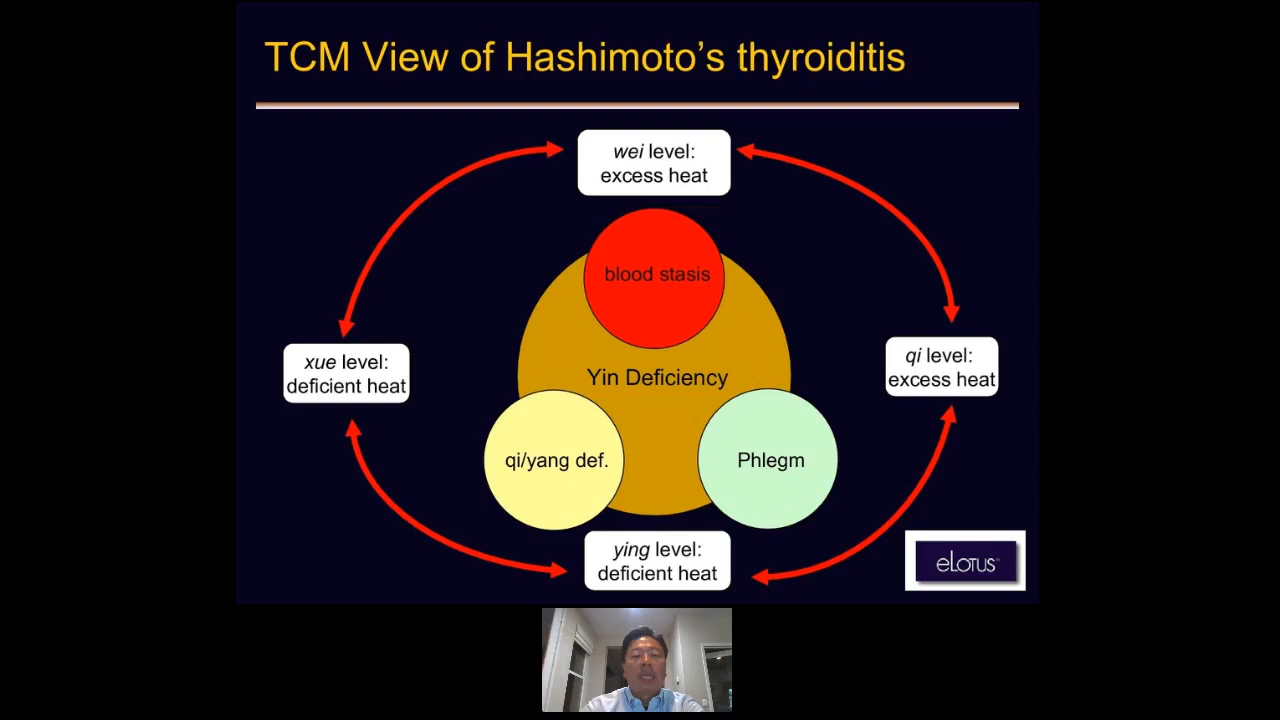 TCM View of Hashimoto's thyroiditis
wei level:
excess heat
blood stasis
xue level:
deficient heat
qi level:
excess heat
Yin Deficiency
qi/yang def.
Phlegm
ying level:
deficient heat
eLOTUS